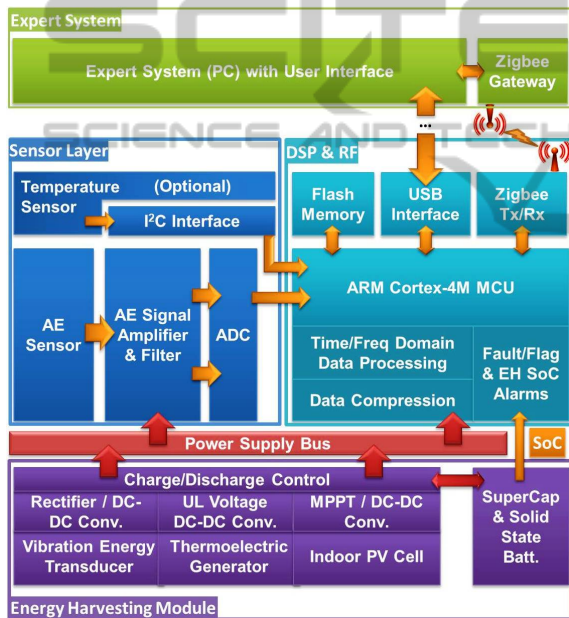 Expert System
Expert System (PC) with User Interface
Zigbee
Gateway
SCITE
SCIENCE AND TECH
...
Sensor Layer
Temperature
Sensor
(Optional)
I²C Interface
AE
Sensor
AE Signal
Amplifier
& Filter
ADC
DSP & RF
Flash
Memory
USB
Interface
Zigbee
Tx/Rx
ARM Cortex-4M MCU
Time/Freq Domain
Data Processing
Data Compression
Fault/Flag
& EH SoC
Alarms
Power Supply Bus
SoC
Charge/Discharge Control
Rectifier / DC-
DC Conv.
UL Voltage
DC-DC Conv.
MPPT / DC-DC
Conv.
Vibration Energy
Transducer
Thermoelectric
Generator
Indoor PV Cell
SuperCap
& Solid
State
Batt.
Energy Harvesting Module